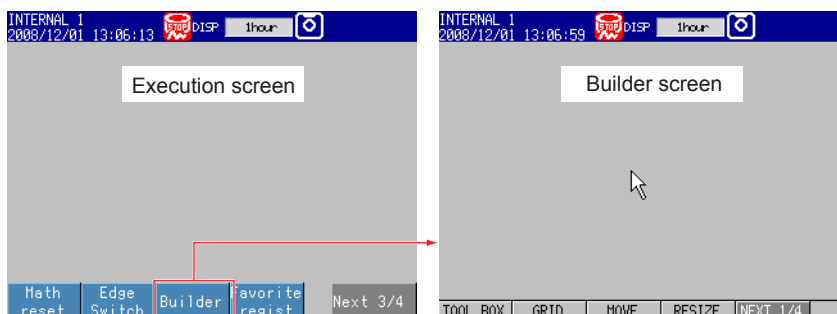 INTERNAL 1
2008/12/01 13:06:13 STOP DISP 1hour
Execution screen
Math reset
Edge Switch
Builder
Favorite regist
Next 3/4
INTERNAL 1
2008/12/01 13:06:59 STOP DISP 1hour
Builder screen
TOOL BOX GRID MOVE RESIZE NEXT 1/4